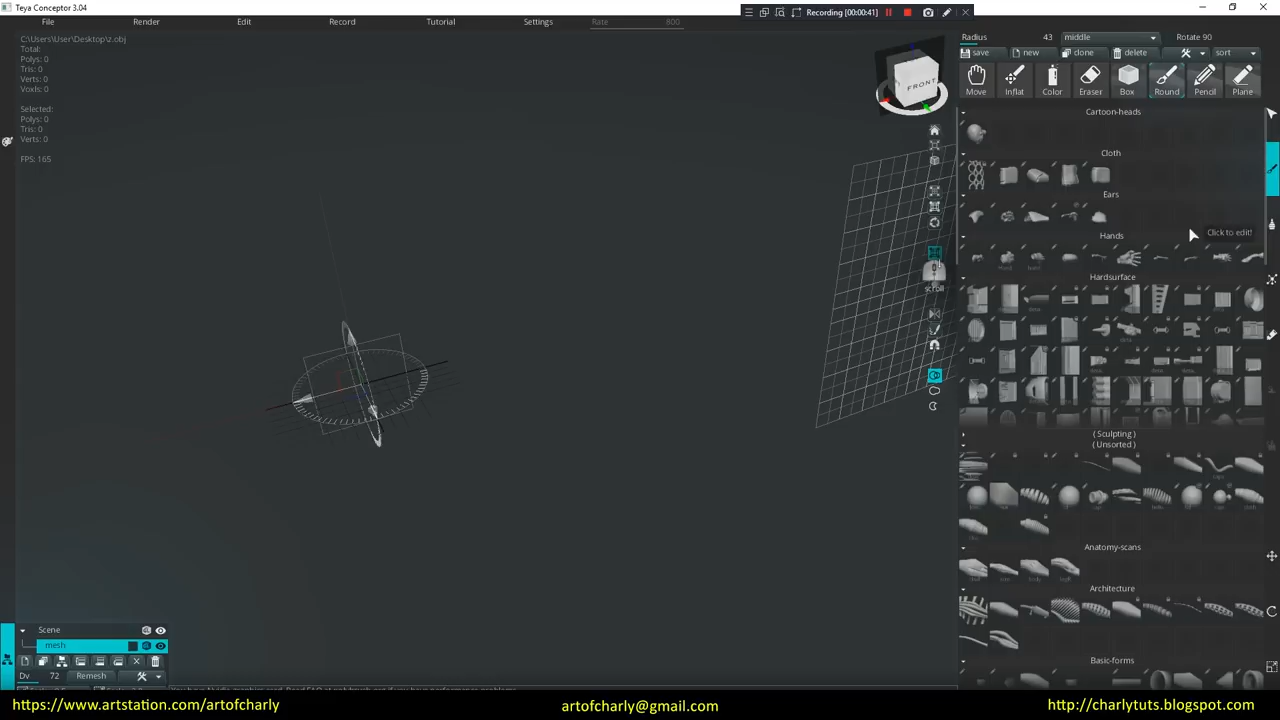 Teya Conceptor 3.04
File
Render
Edit
Record
Tutorial
Settings
Rate
800
Recording [00:00:41]
C:\Users\User\Desktop\z.obj
Total:
Polys: 0
Tris: 0
Verts: 0
Voxls: 0
Selected:
Polys: 0
Tris: 0
Verts: 0
FPS: 165
FRONT
scroll
Radius
43
middle
Rotate 90
save
new
clone
delete
sort
Move
Inflat
Color
Eraser
Box
Round
Pencil
Plane
Cartoon-heads
Cloth
Ears
Click to edit!
Hands
Hardsurface
( Sculpting )
( Unsorted )
Anatomy-scans
Architecture
Basic-forms
Scene
mesh
Dv
72
Remesh
https://www.artstation.com/artofcharly
artofcharly@gmail.com
http://charlytuts.blogspot.com